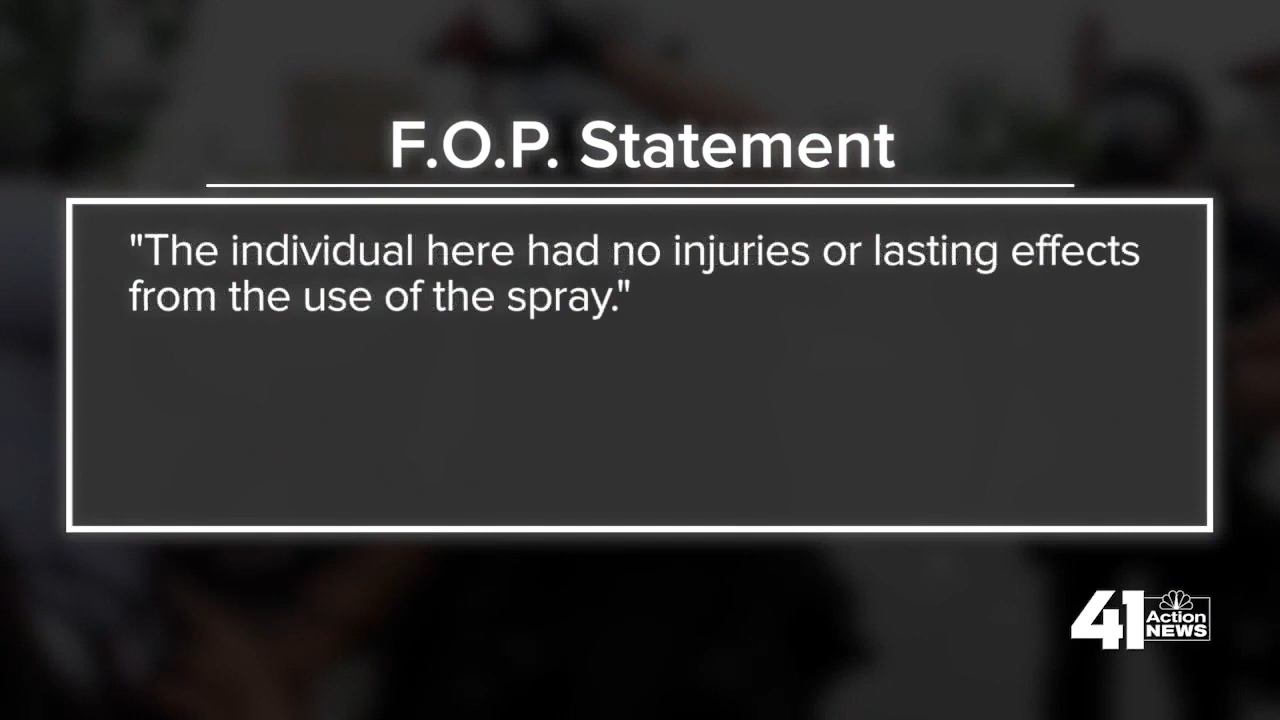 F.O.P. Statement
"The individual here had no injuries or lasting effects
from the use of the spray."
41 Action
NEWS